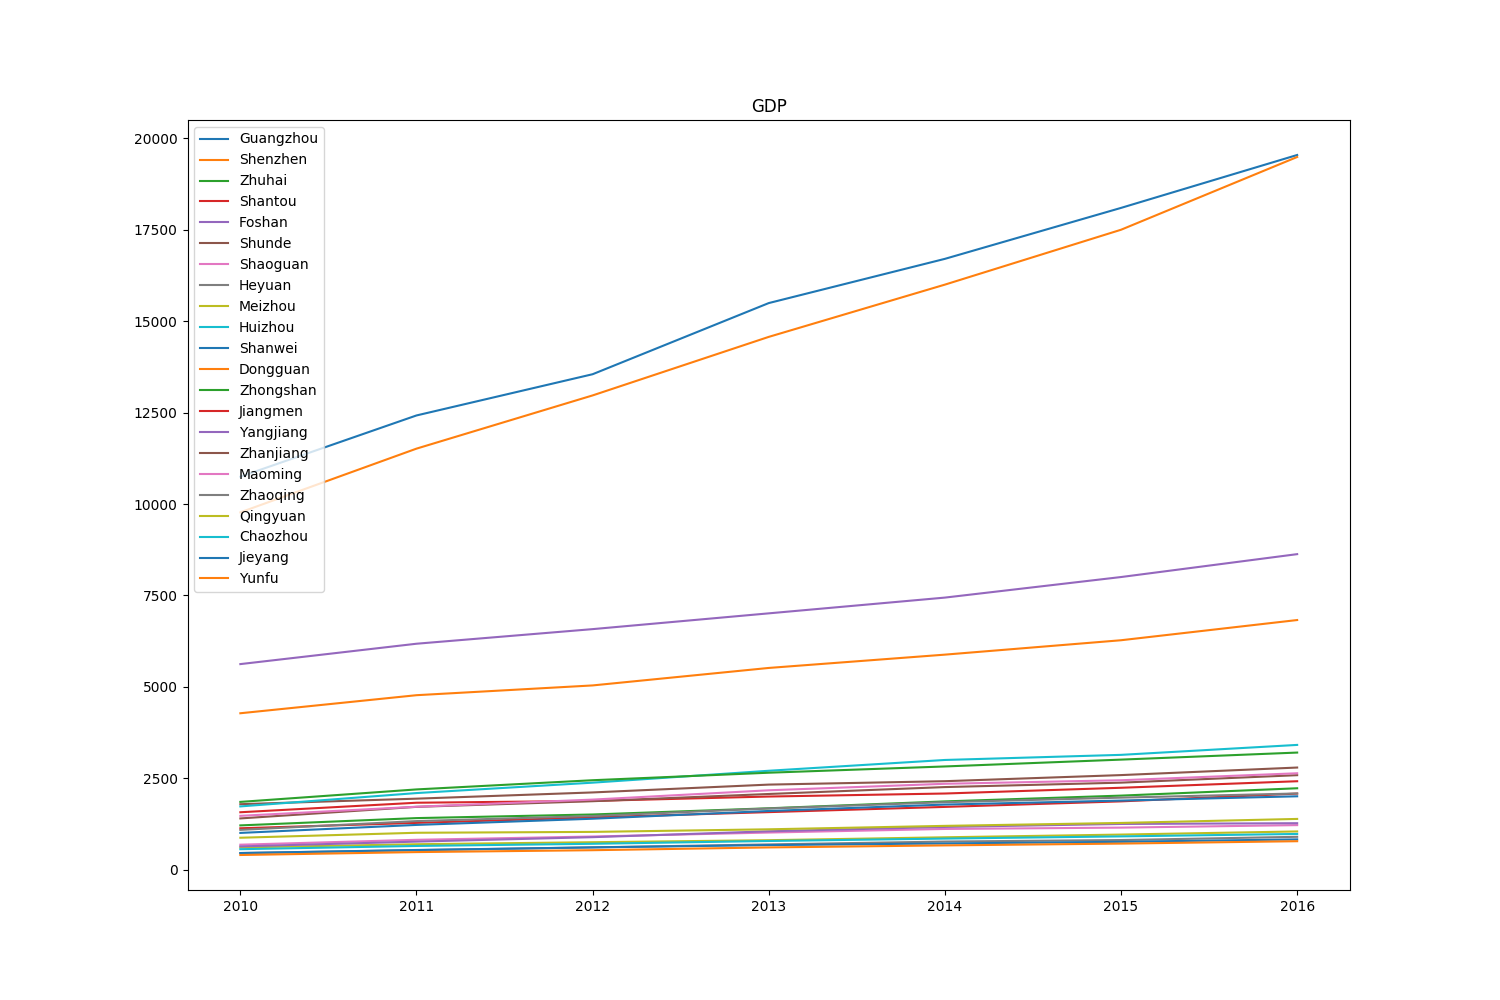 GDP
20000
17500
15000
12500
10000
7500
5000
2500
0
Guangzhou
Shenzhen
Zhuhai
Shantou
Foshan
Shunde
Shaoguan
Heyuan
Meizhou
Huizhou
Shanwei
Dongguan
Zhongshan
Jiangmen
Yangjiang
Zhanjiang
Maoming
Zhaoqing
Qingyuan
Chaozhou
Jieyang
Yunfu
2010 2011 2012 2013 2014 2015 2016